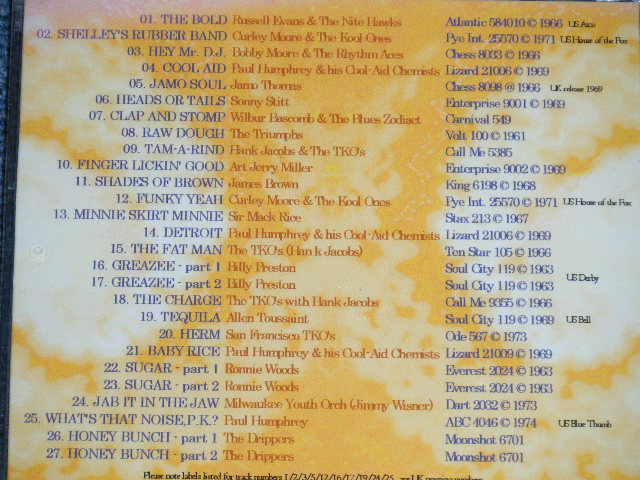 01. THE BOLD Russell Evans & The Nite Hawks Atlantic 584010 © 1966 US Atco
02. SHELLEY'S RUBBER BAND Curley Moore & The Kool Ones Pye Int. 25570 © 1971 US House of the Fox
03. HEY Mr. D.J. Bobby Moore & The Rhythm Aces Chess 8033 © 1966
04. COOL AID Paul Humphrey & his Cool-Aid Chemists Lizard 21006 © 1969
05. JAMO SOUL Jamo Thomas Chess 8098 @ 1966 UK release 1969
06. HEADS OR TAILS Sonny Stitt Enterprise 9001 © 1969
07. CLAP AND STOMP Wilbur Bascomb & The Blues Zodiact Carnival 549
08. RAW DOUGH The Triumphs Volt 100 © 1961
09. TAM-A-RIND Hank Jacobs & The TKO's Call Me 5385
10. FINGER LICKIN' GOOD Art Jerry Miller Enterprise 9002 © 1969
11. SHADES OF BROWN James Brown King 6198 © 1968
12. FUNKY YEAH Curley Moore & The Kool Ones Pye Int. 25570 © 1971 US House of the Fox
13. MINNIE SKIRT MINNIE Sir Mack Rice Stax 213 © 1967
14. DETROIT Paul Humphrey & his Cool-Aid Chemists Lizard 21006 © 1969
15. THE FAT MAN The TKO's (Hank Jacobs) Ten Star 105 © 1966
16. GREAZEE - part 1 Billy Preston Soul City 119 © 1963
US Derby
17. GREAZEE - part 2 Billy Preston Soul City 119 © 1963
18. THE CHARGE The TKO's with Hank Jacobs Call Me 9355 © 1966
19. TEQUILA Allen Toussaint Soul City 119 © 1969 US Bell
20. HERM San Francisco TKO's Ode 567 © 1973
21. BABY RICE Paul Humphrey & his Cool-Aid Chemists Lizard 21009 © 1969
22. SUGAR - part 1 Ronnie Woods Everest 2024 © 1963
23. SUGAR - part 2 Ronnie Woods Everest 2024 © 1963
24. JAB IT IN THE JAW Milwaukee Youth Orch (Jimmy Wisner) Dart 2032 © 1973
25. WHAT'S THAT NOISE,P.K.? Paul Humphrey ABC 4046 © 1974 US Blue Thumb
26. HONEY BUNCH - part 1 The Drippers Moonshot 6701
27. HONEY BUNCH - part 2 The Drippers Moonshot 6701
Please note labels listed for track numbers 1/2/3/5/12/16/17/19/24/25 UK